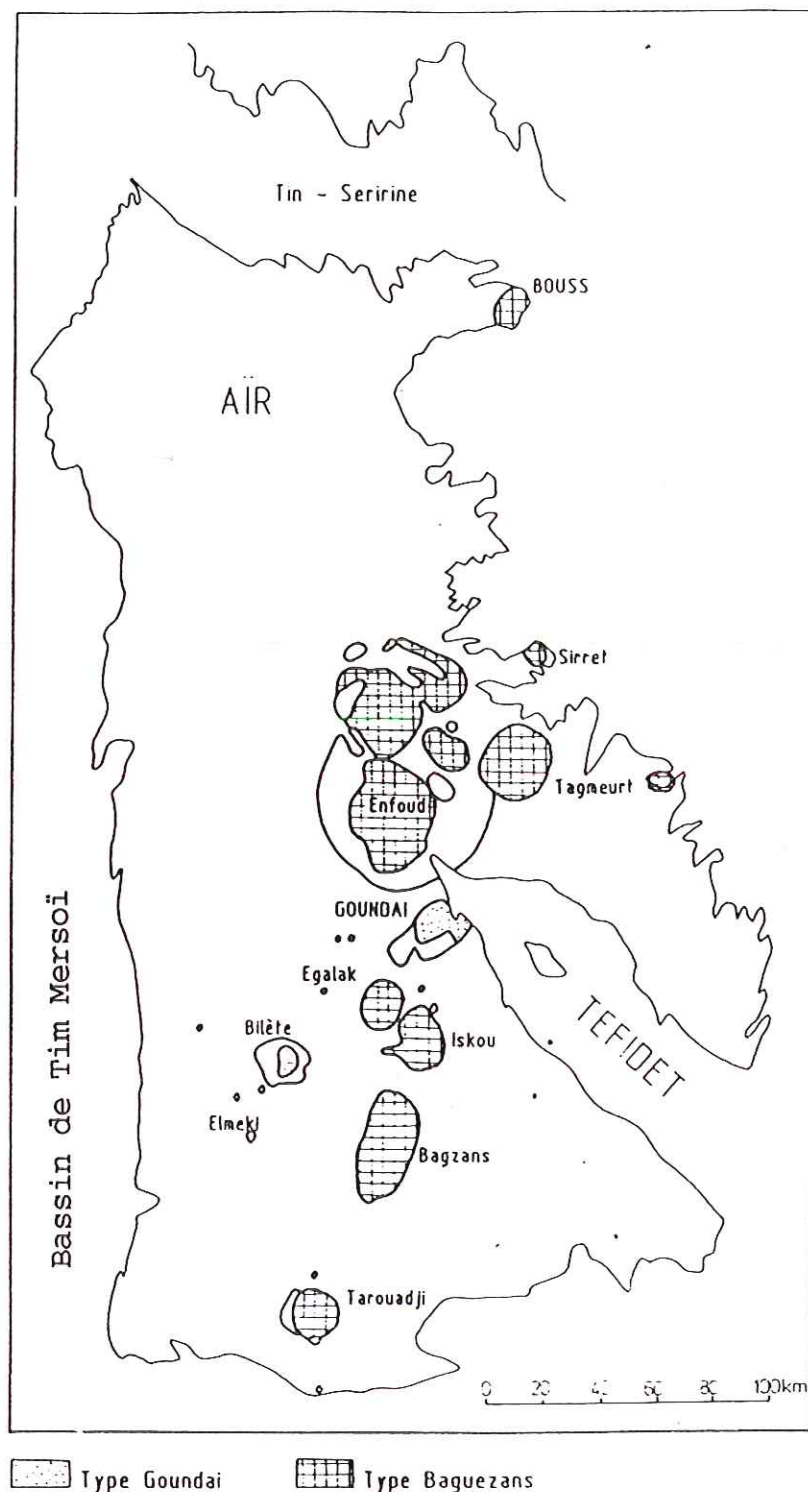 Tin - Seririne
BOUSS
AÏR
Sirret
Tagmeurt
Enfoud
GOUNDAI
Egalak
Bilète
Iskou
TEFIDET
Elmeki
Bagzans
Bassin de Tim Mersoï
Tarouadji
0 20 40 60 80 100km
Type Goundai Type Baguezans